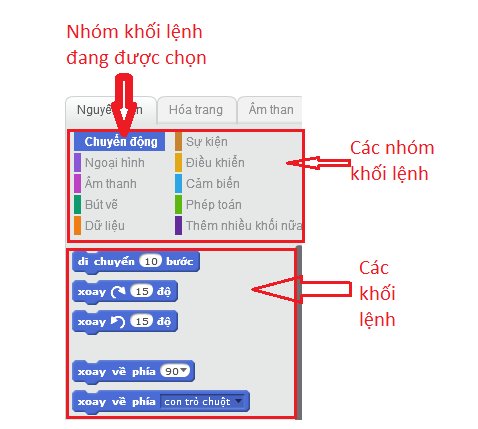 Nhóm khối lệnh
đang được chọn
Hóa trang
Âm than
Chuyển động
Sự kiện
Ngoại hình
Điều khiển
Âm thanh
Cảm biến
Bút vẽ
Phép toán
Dữ liệu
Thêm nhiều khối nữa
Các nhóm
khối lệnh
di chuyển 10 bước
xoay 15 độ
xoay 15 độ
xoay về phía 90
xoay về phía con trỏ chuột
Các
khối
lệnh